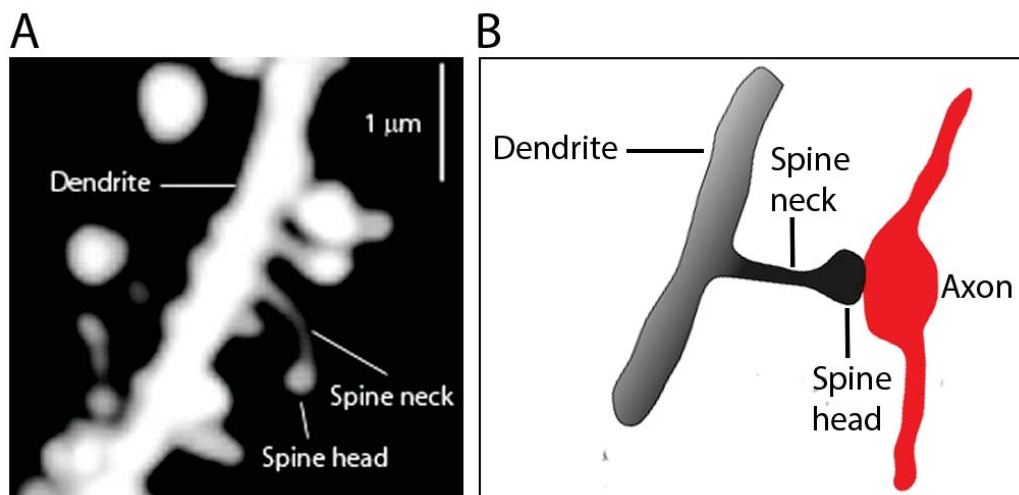 A
1 μm
Dendrite
Spine neck
Spine head
B
Dendrite
Spine
neck
Axon
Spine
head